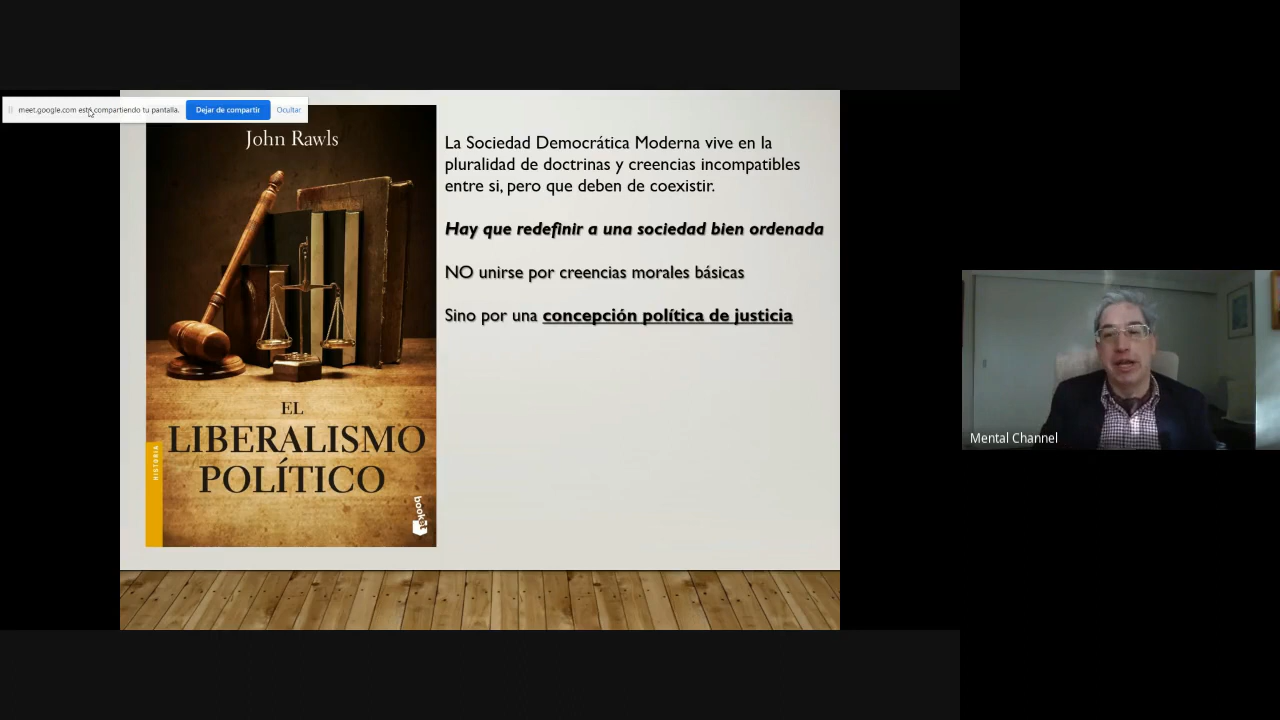 meet.google.com está compartiendo tu pantalla.
Dejar de compartir
Ocultar
John Rawls
EL
LIBERALISMO
POLÍTICO
HISTORIA
booket
La Sociedad Democrática Moderna vive en la
pluralidad de doctrinas y creencias incompatibles
entre si, pero que deben de coexistir.
Hay que redefinir a una sociedad bien ordenada
NO unirse por creencias morales básicas
Sino por una concepción política de justicia
Mental Channel